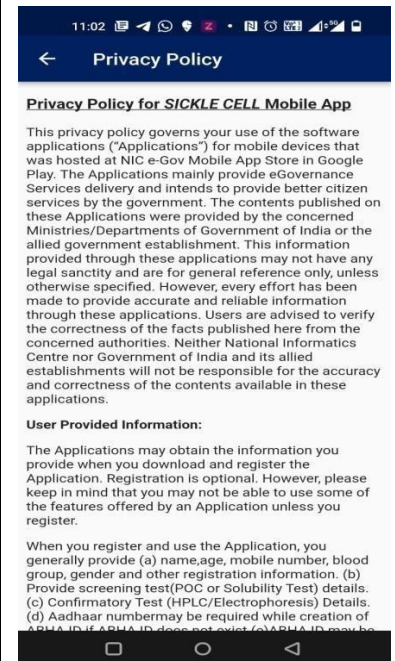 11:02
Privacy Policy
Privacy Policy for SICKLE CELL Mobile App
This privacy policy governs your use of the software
applications (“Applications”) for mobile devices that
was hosted at NIC e-Gov Mobile App Store in Google
Play. The Applications mainly provide eGovernance
Services delivery and intends to provide better citizen
services by the government. The contents published on
these Applications were provided by the concerned
Ministries/Departments of Government of India or the
allied government establishment. This information
provided through these applications may not have any
legal sanctity and are for general reference only, unless
otherwise specified. However, every effort has been
made to provide accurate and reliable information
through these applications. Users are advised to verify
the correctness of the facts published here from the
concerned authorities. Neither National Informatics
Centre nor Government of India and its allied
establishments will not be responsible for the accuracy
and correctness of the contents available in these
applications.
User Provided Information:
The Applications may obtain the information you
provide when you download and register the
Application. Registration is optional. However, please
keep in mind that you may not be able to use some of
the features offered by an Application unless you
register.
When you register and use the Application, you
generally provide (a) name,age, mobile number, blood
group, gender and other registration information. (b)
Provide screening test(POC or Solubility Test) details.
(c) Confirmatory Test (HPLC/Electrophoresis) Details.
(d) Aadhaar numbermay be required while creation of
ABHA ID if ABHA ID does not exist (e)ABHA ID may be